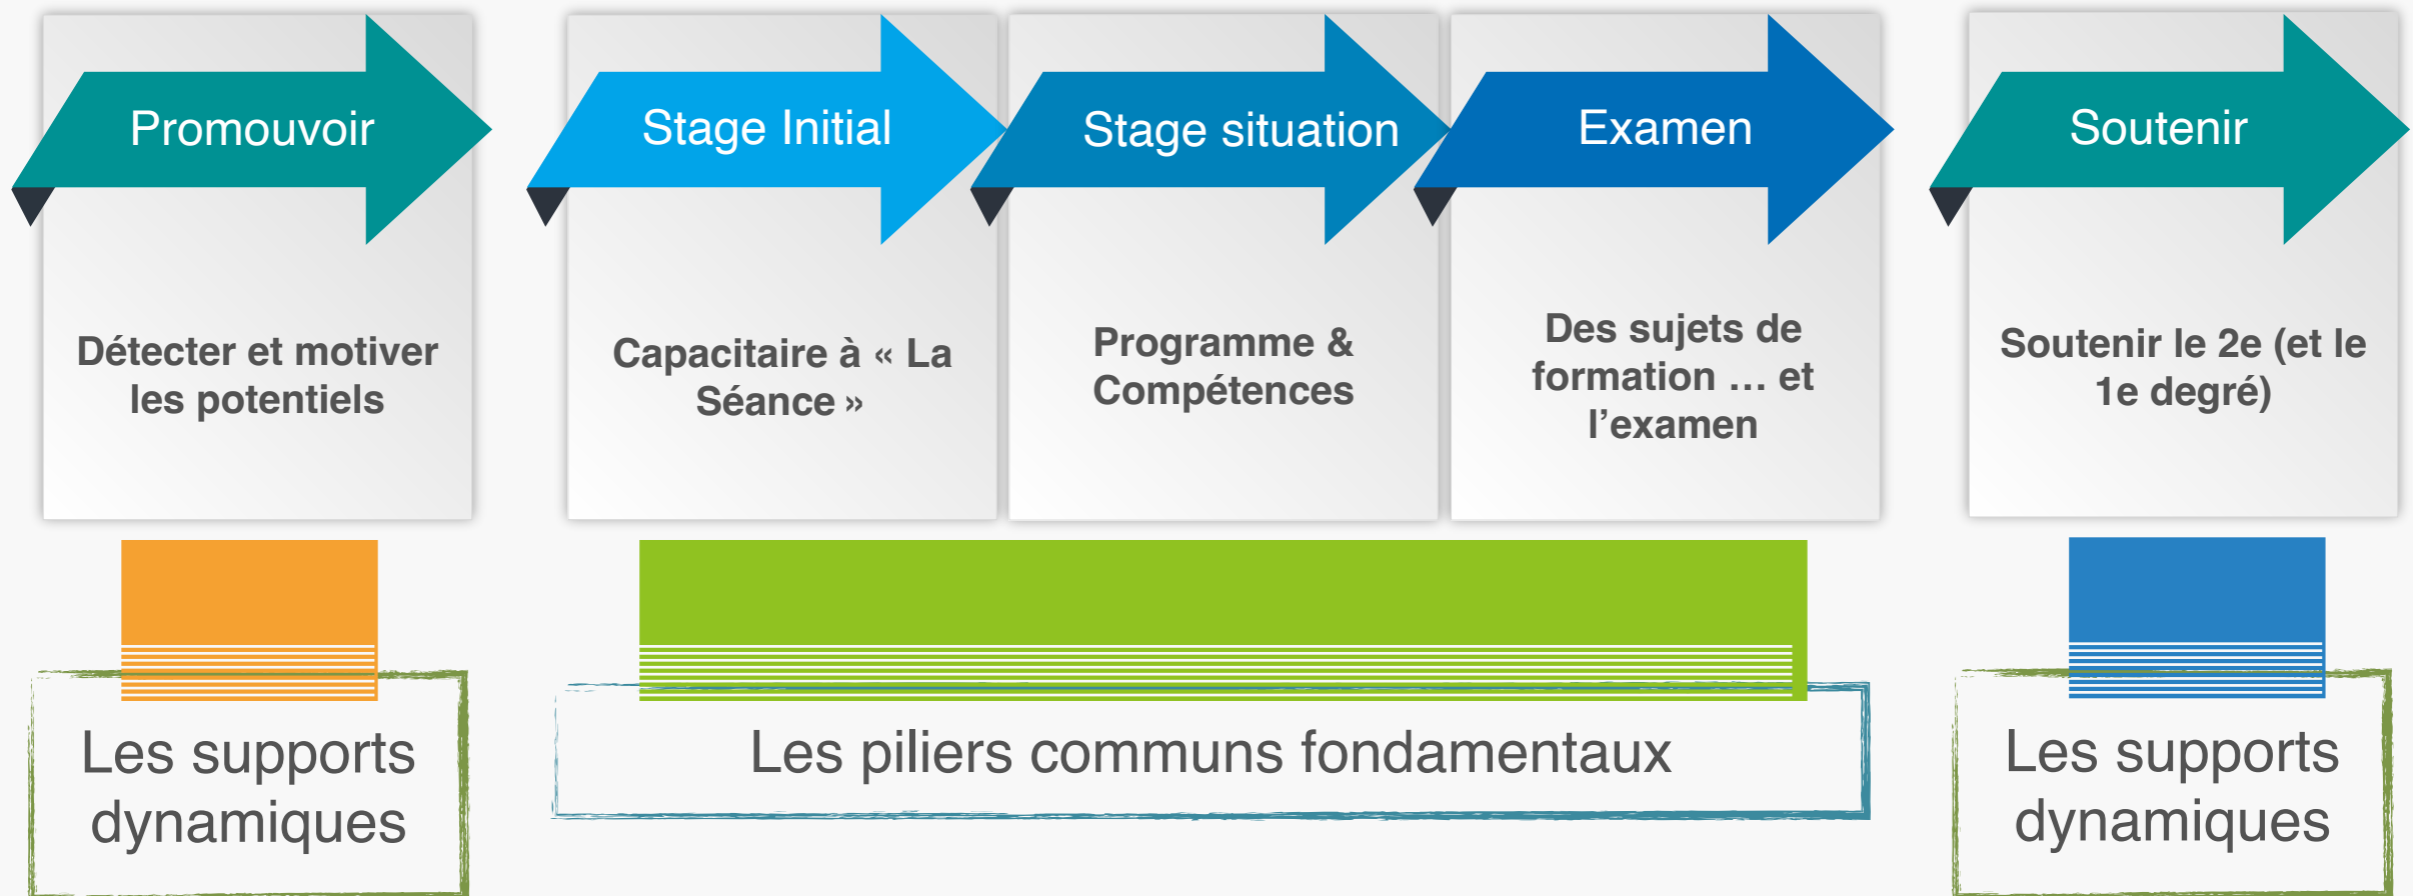 Promouvoir
Stage Initial
Stage situation
Examen
Soutenir
Détecter et motiver
les potentiels
Capacitaire à « La
Séance »
Programme &
Compétences
Des sujets de
formation … et
l’examen
Soutenir le 2e (et le
1e degré)
Les supports
dynamiques
Les piliers communs fondamentaux
Les supports
dynamiques